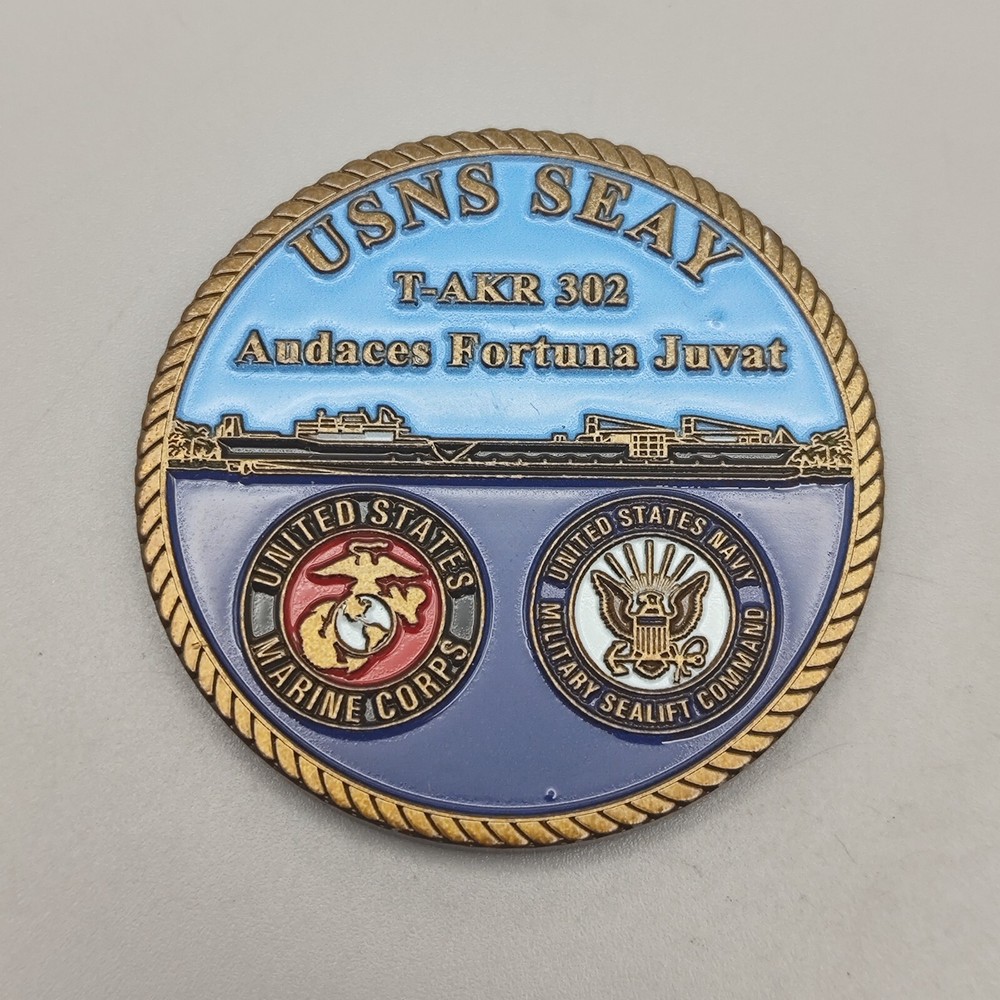 USNS SEAY
T-AKR 302
Audaces Fortuna Juvat
UNITED STATES
MARINE CORPS
UNITED STATES NAVY
MILITARY SEALIFT COMMAND